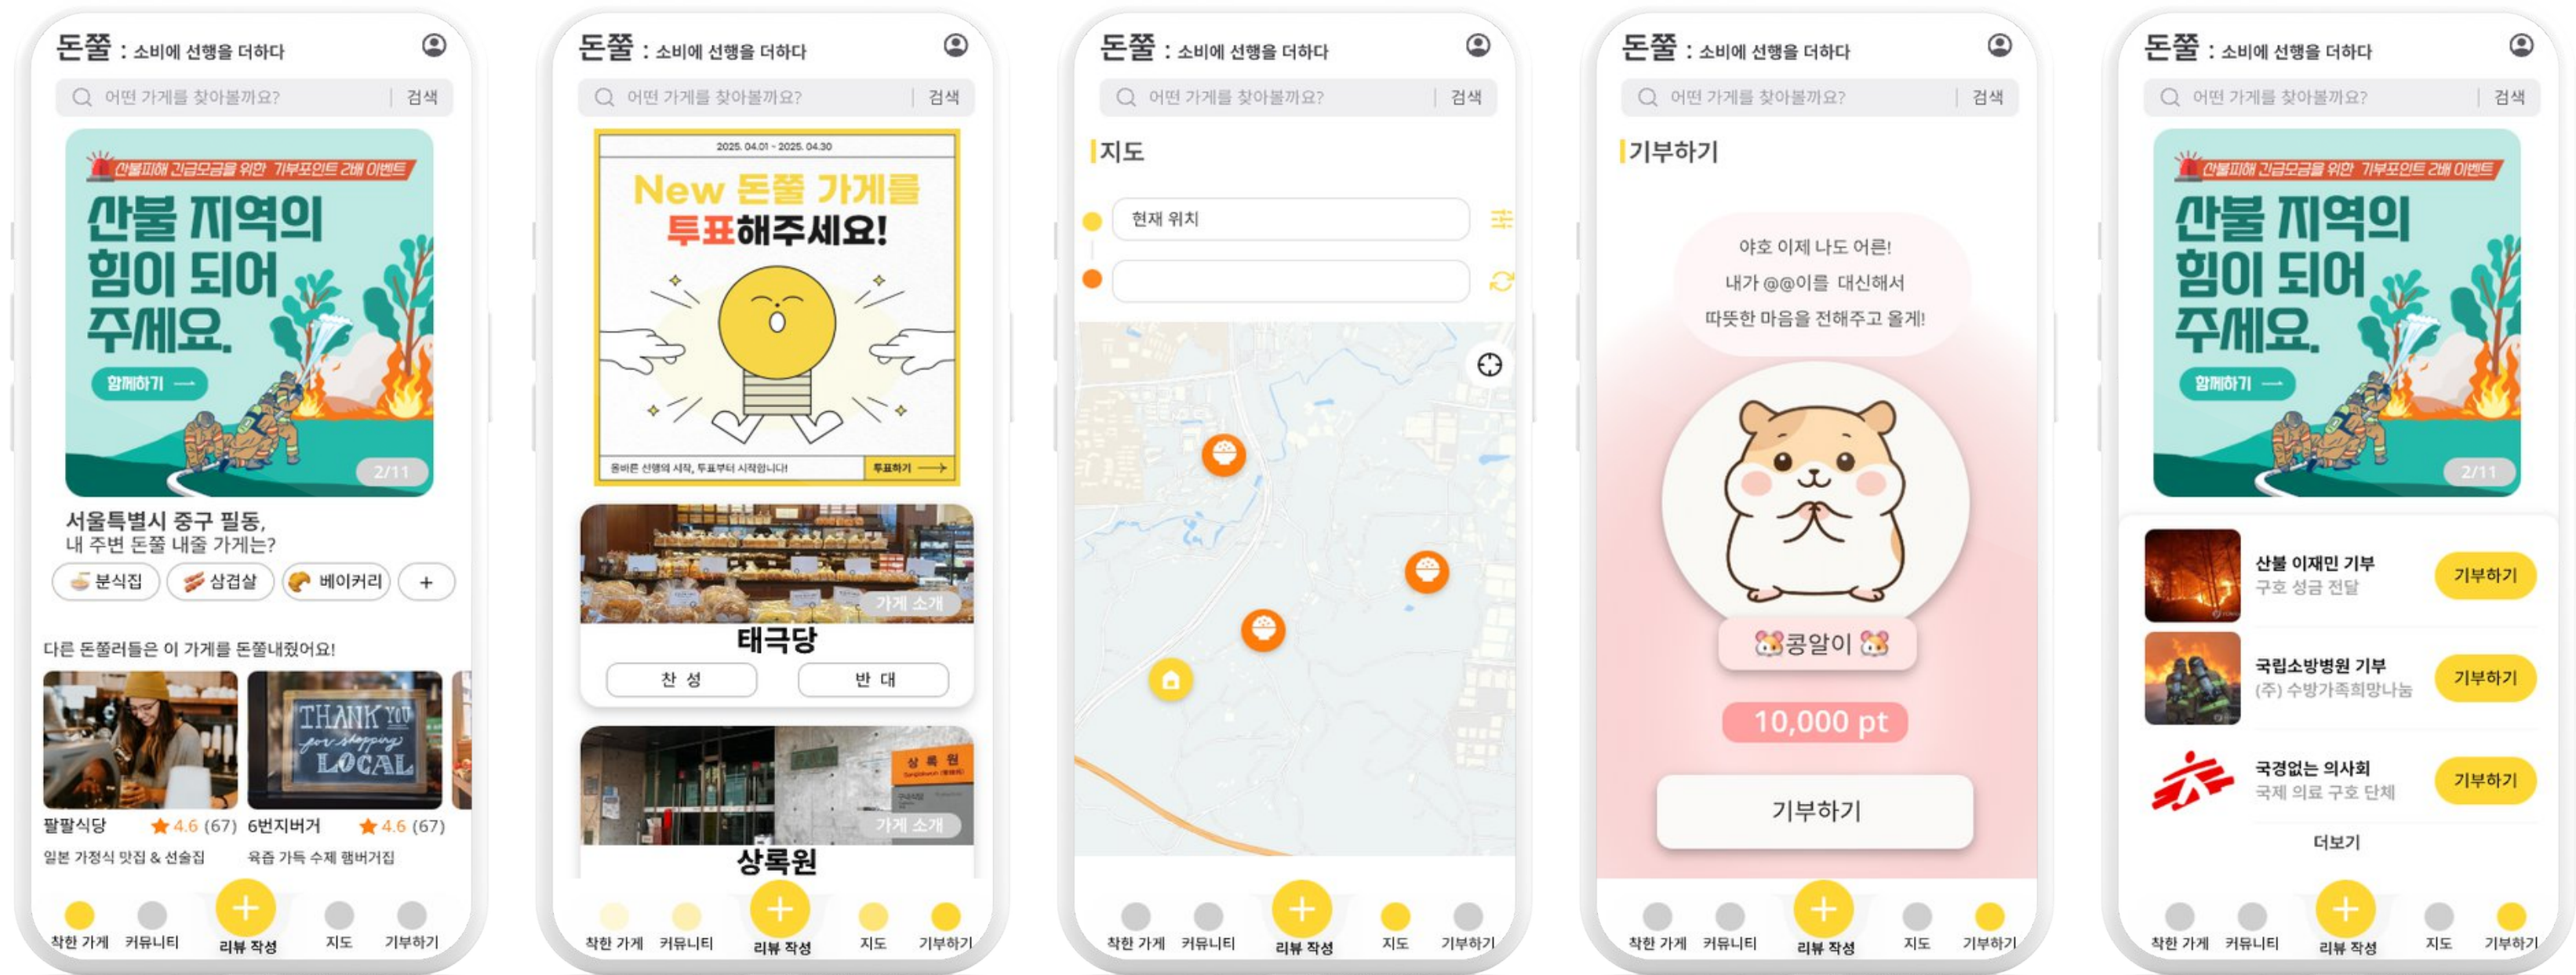 돈쭐 : 소비에 선행을 더하다
어떤 가게를 찾아볼까요? | 검색
산불피해 긴급모금을 위한 기부포인트 2배 이벤트
산불 지역의
힘이 되어
주세요.
함께하기
2/11
서울특별시 중구 필동,
내 주변 돈쭐 내줄 가게는?
분식집 삼겹살 베이커리 +
다른 돈쭐러들은 이 가게를 돈쭐내줬어요!
THANK YOU
for shopping
LOCAL
팔팔식당 4.6 (67) 6번지버거 4.6 (67)
일본 가정식 맛집 & 선술집 육즙 가득 수제 햄버거집
착한 가게 커뮤니티 리뷰 작성 지도 기부하기
돈쭐 : 소비에 선행을 더하다
어떤 가게를 찾아볼까요? | 검색
2025. 04.01 - 2025. 04.30
New 돈쭐 가게를
투표해주세요!
올바른 선행의 시작, 투표부터 시작합니다! 투표하기
가게 소개
태극당
찬 성 반 대
상 록 원
가게 소개
상록원
착한 가게 커뮤니티 리뷰 작성 지도 기부하기
돈쭐 : 소비에 선행을 더하다
어떤 가게를 찾아볼까요? | 검색
지도
현재 위치
착한 가게 커뮤니티 리뷰 작성 지도 기부하기
돈쭐 : 소비에 선행을 더하다
어떤 가게를 찾아볼까요? | 검색
기부하기
야호 이제 나도 어른!
내가 @@이를 대신해서
따뜻한 마음을 전해주고 올게!
🐹콩알이 🐹
10,000 pt
기부하기
착한 가게 커뮤니티 리뷰 작성 지도 기부하기
돈쭐 : 소비에 선행을 더하다
어떤 가게를 찾아볼까요? | 검색
산불피해 긴급모금을 위한 기부포인트 2배 이벤트
산불 지역의
힘이 되어
주세요.
함께하기
2/11
산불 이재민 기부
구호 성금 전달
기부하기
국립소방병원 기부
(주) 수방가족희망나눔
기부하기
국경없는 의사회
국제 의료 구호 단체
기부하기
더보기
착한 가게 커뮤니티 리뷰 작성 지도 기부하기